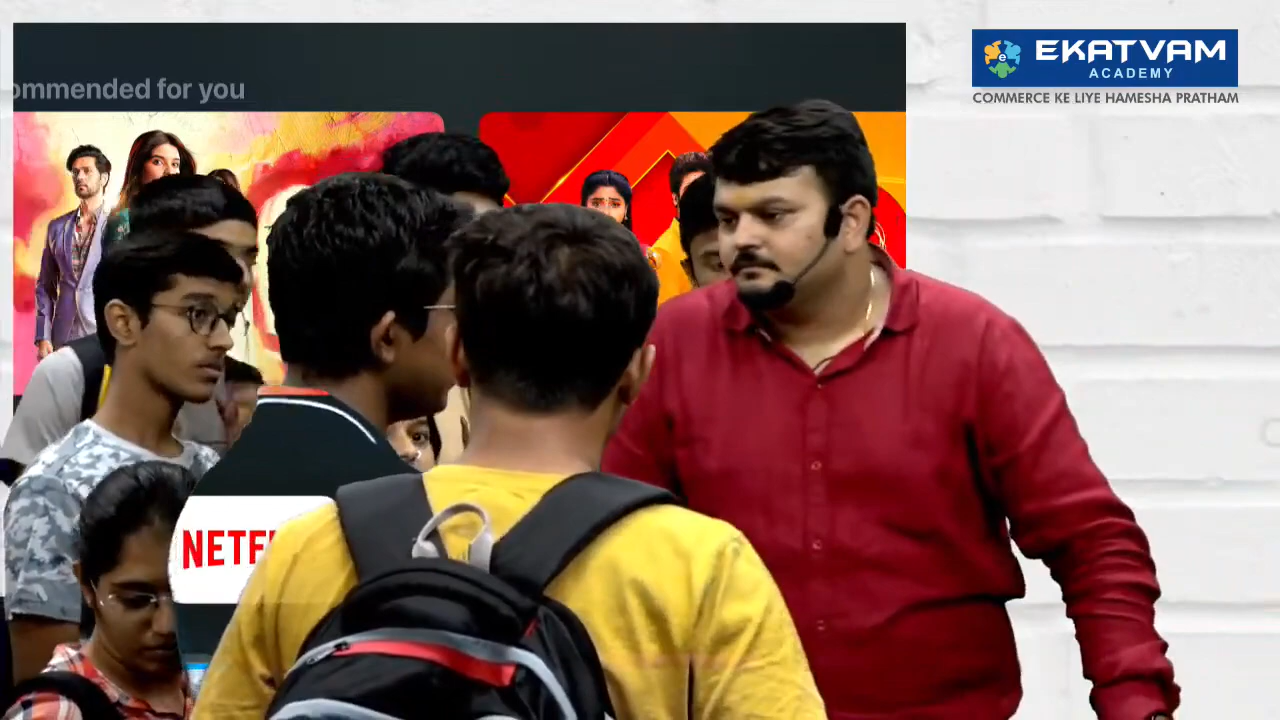 ommended for you
EKATVAM
ACADEMY
COMMERCE KE LIYE HAMESHA PRATHAM
NETF